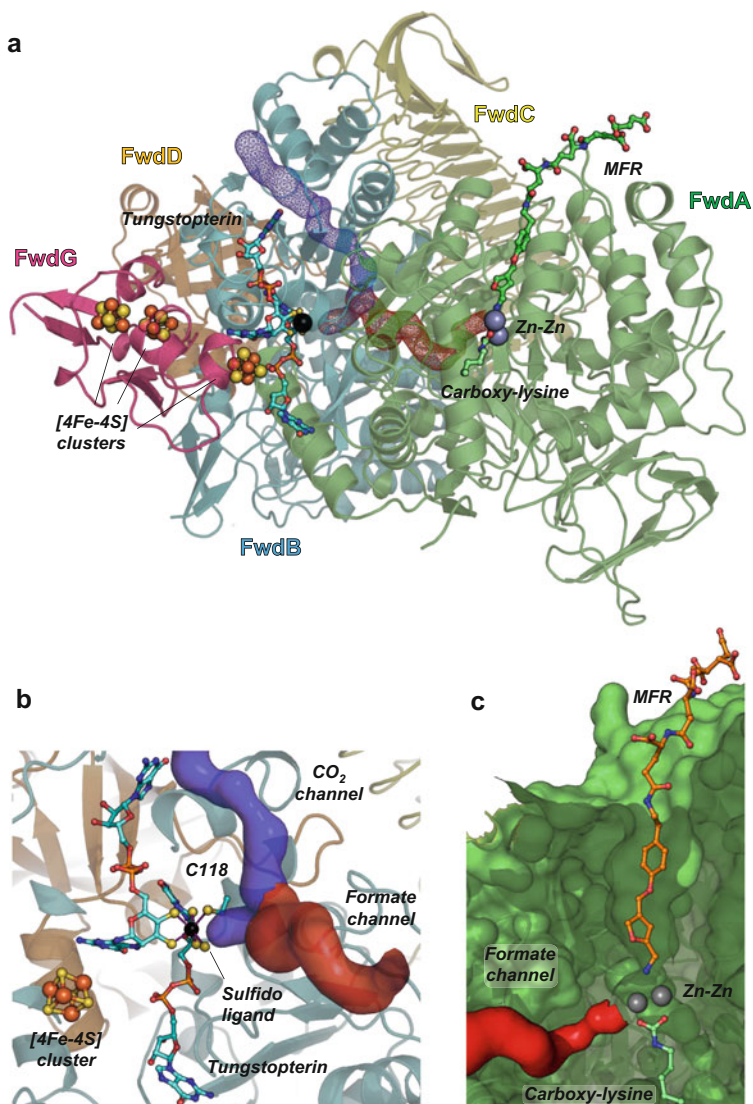 a
FwdC
FwdD
MFR
Tungstopterin
FwdA
FwdG
Zn-Zn
Carboxy-lysine
[4Fe-4S]
clusters
FwdB
b
CO₂
channel
C118
Formate
channel
Sulfido
ligand
[4Fe-4S]
cluster
Tungstopterin
c
MFR
Formate
channel
Zn-Zn
Carboxy-lysine